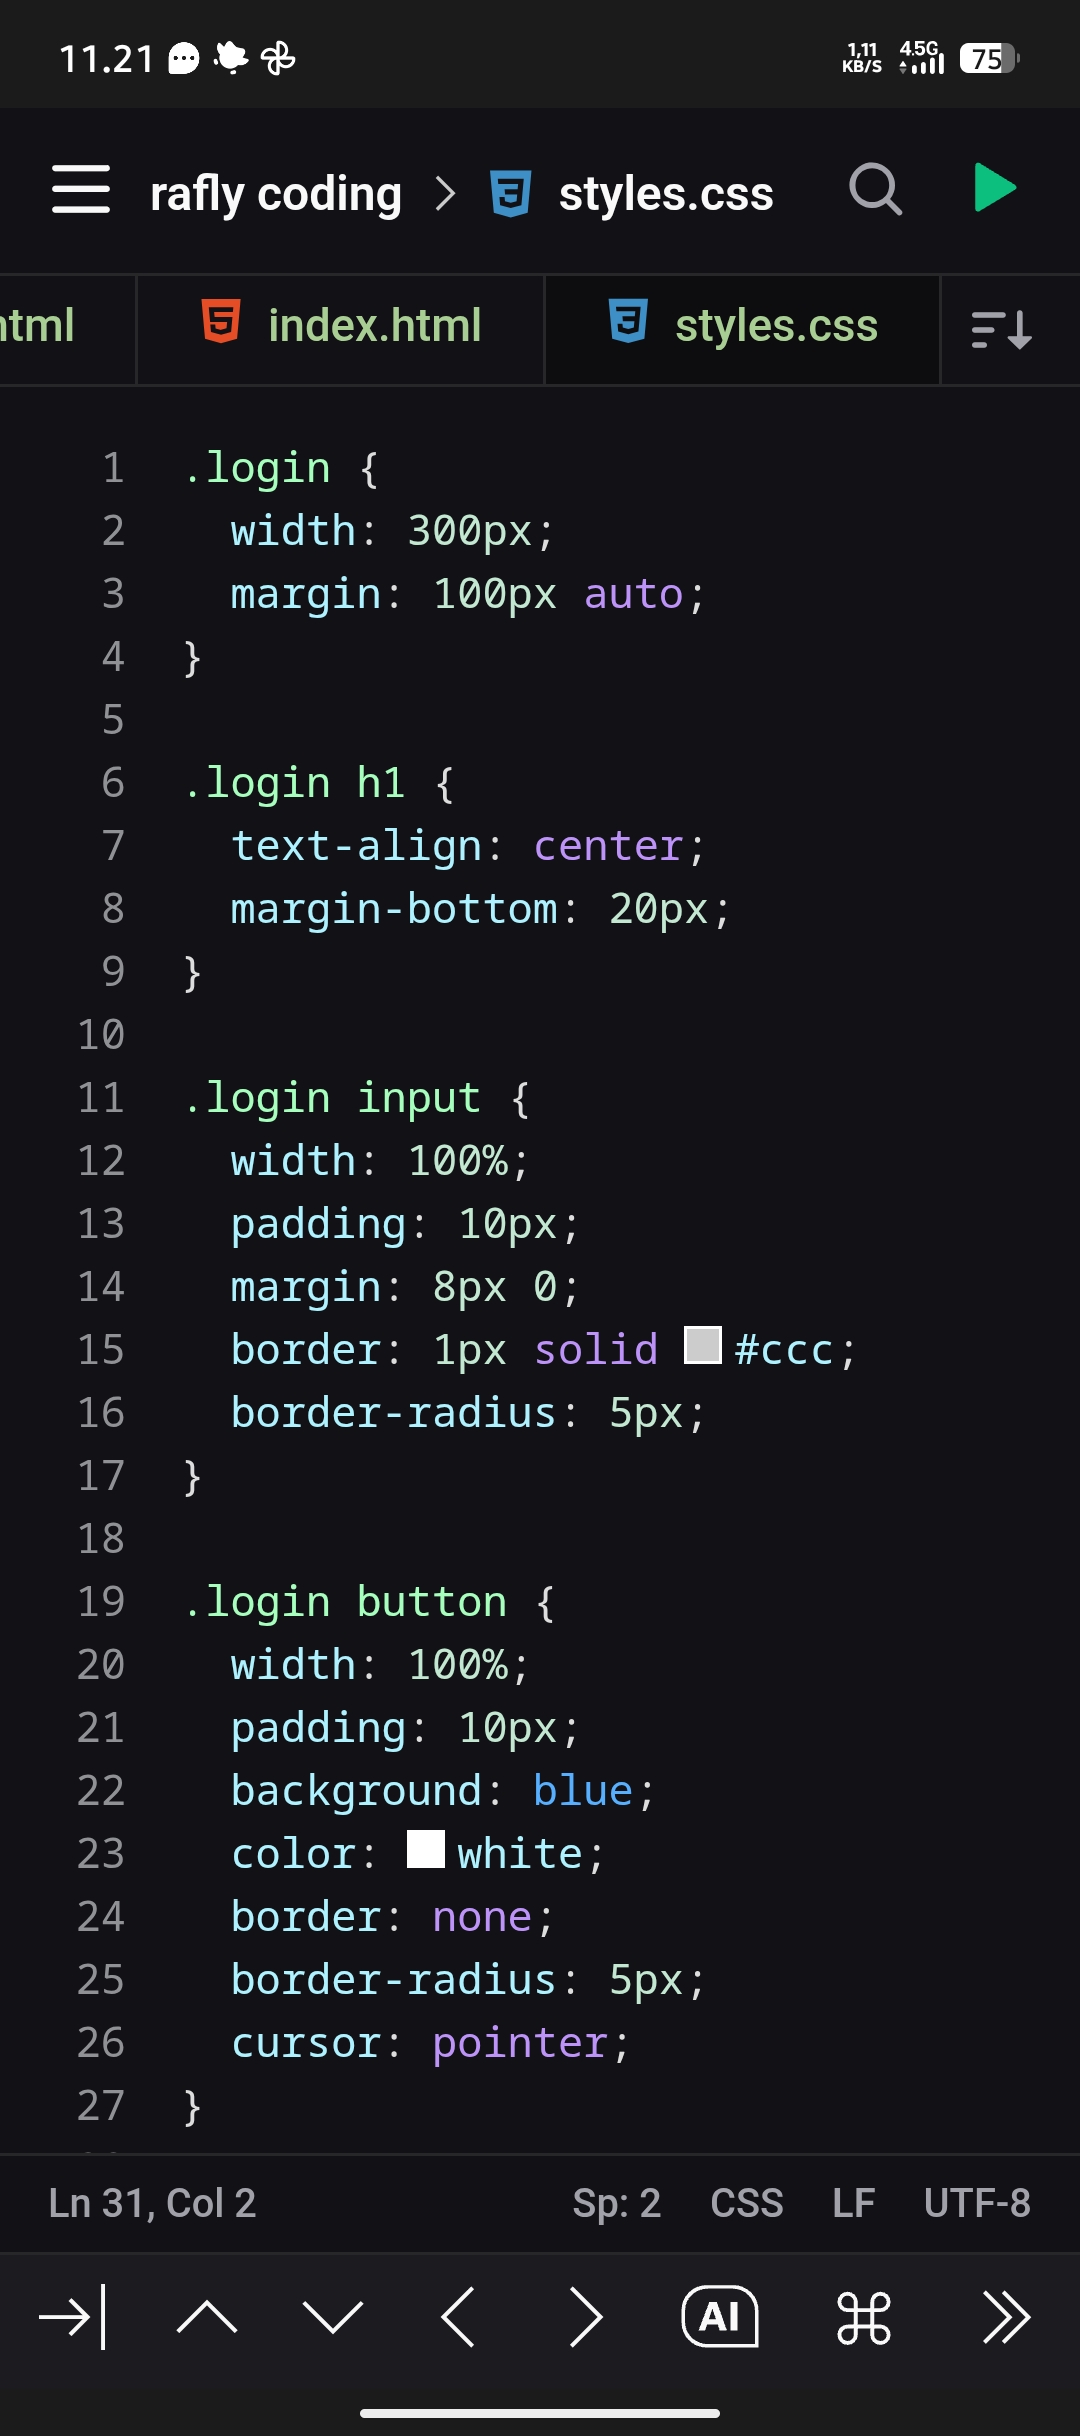 11.21
1,11 KB/S
4.5G
75
rafly coding > styles.css
html
index.html
styles.css
1 .login {
2 width: 300px;
3 margin: 100px auto;
4 }
5
6 .login h1 {
7 text-align: center;
8 margin-bottom: 20px;
9 }
10
11 .login input {
12 width: 100%;
13 padding: 10px;
14 margin: 8px 0;
15 border: 1px solid #ccc;
16 border-radius: 5px;
17 }
18
19 .login button {
20 width: 100%;
21 padding: 10px;
22 background: blue;
23 color: white;
24 border: none;
25 border-radius: 5px;
26 cursor: pointer;
27 }
Ln 31, Col 2 Sp: 2 CSS LF UTF-8
AI